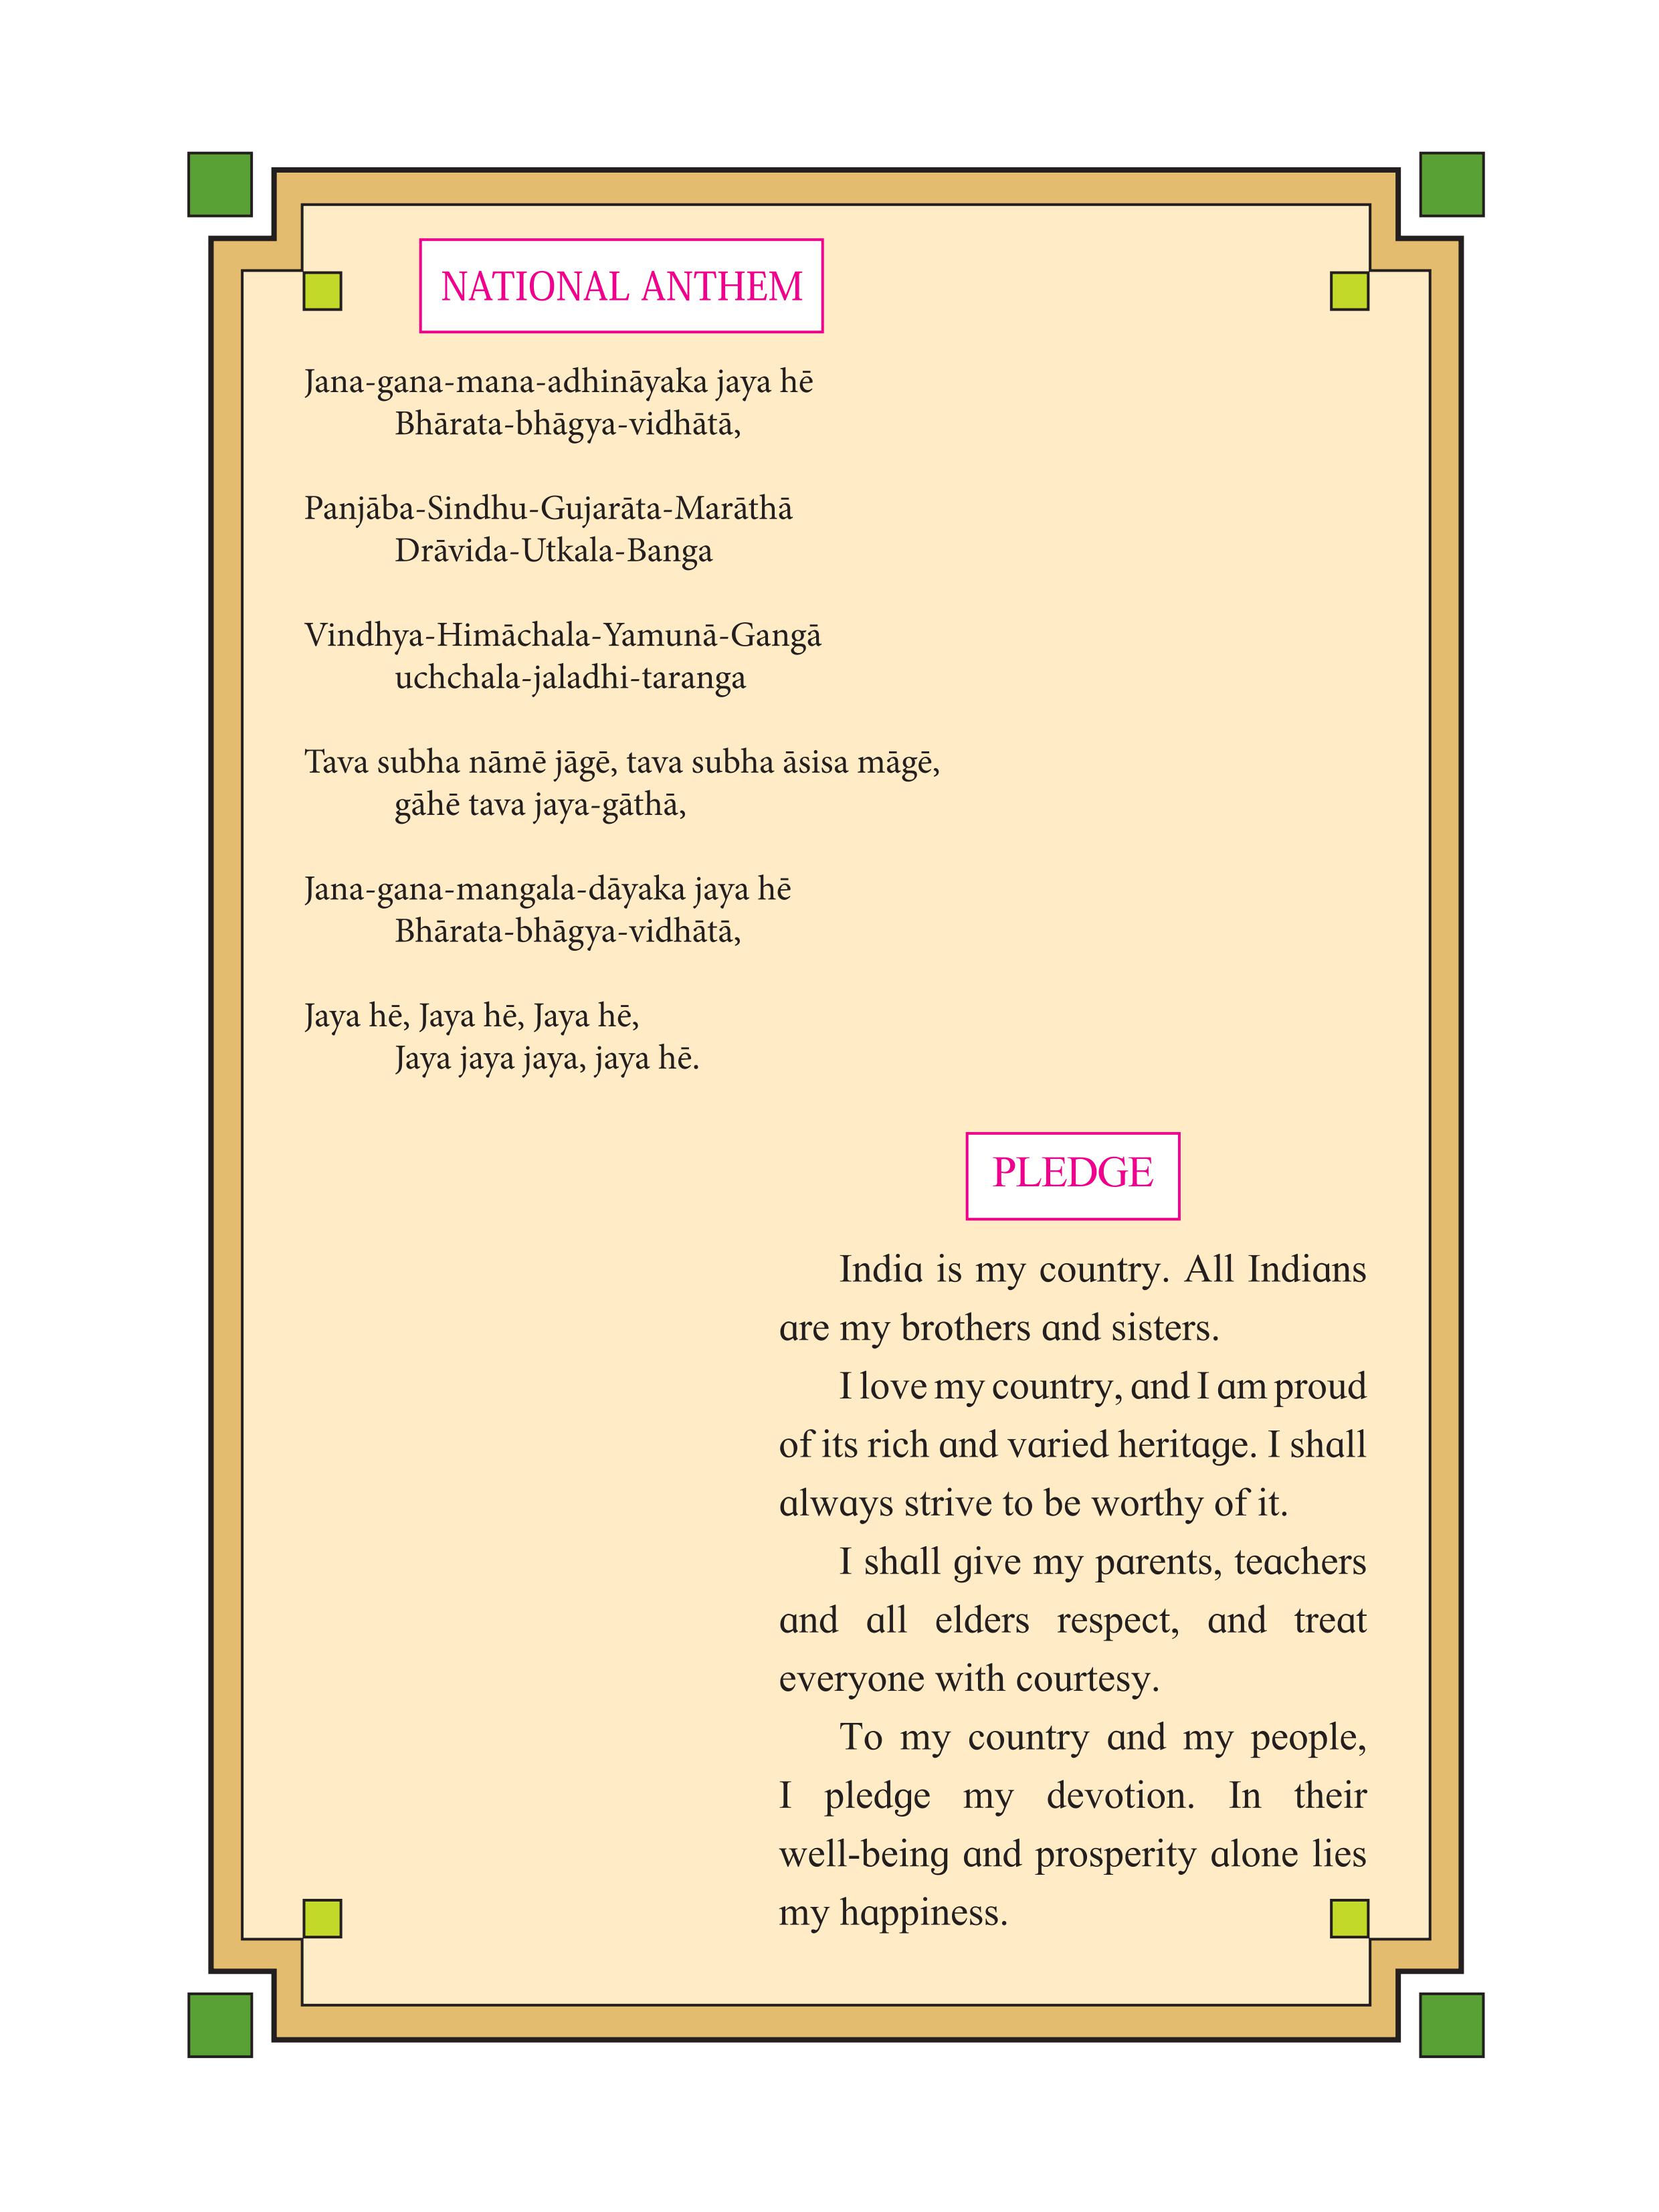 NATIONAL ANTHEM
Jana-gana-mana-adhināyaka jaya hē
Bhārata-bhāgya-vidhātā,
Panjāba-Sindhu-Gujarāta-Marāthā
Drāvida-Utkala-Banga
Vindhya-Himāchala-Yamunā-Gangā
uchchala-jaladhi-taranga
Tava subha nāmē jāgē, tava subha āsisa māgē,
gāhē tava jaya-gāthā,
Jana-gana-mangala-dāyaka jaya hē
Bhārata-bhāgya-vidhātā,
Jaya hē, Jaya hē, Jaya hē,
Jaya jaya jaya, jaya hē.
PLEDGE
India is my country. All Indians
are my brothers and sisters.
I love my country, and I am proud
of its rich and varied heritage. I shall
always strive to be worthy of it.
I shall give my parents, teachers
and all elders respect, and treat
everyone with courtesy.
To my country and my people,
I pledge my devotion. In their
well-being and prosperity alone lies
my happiness.